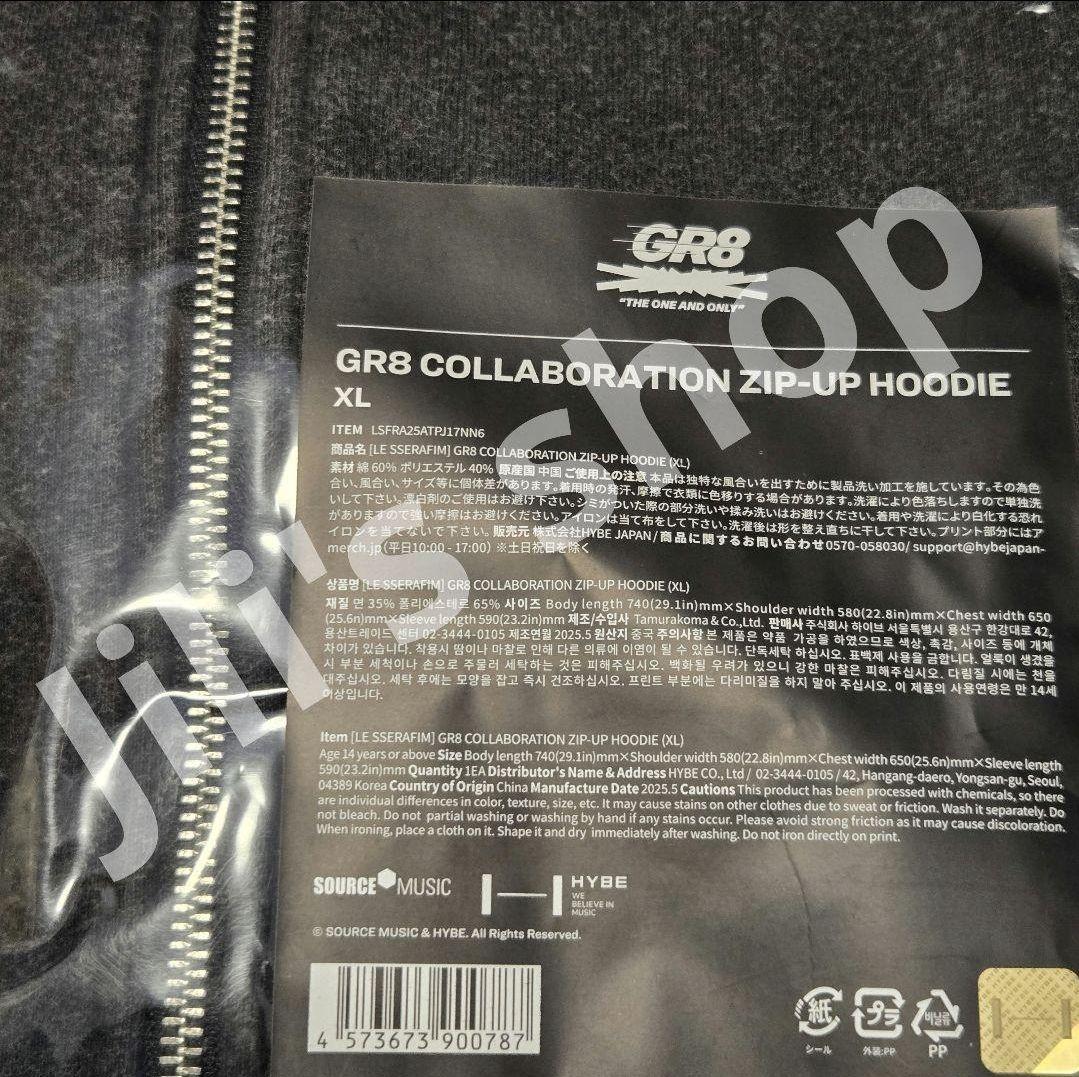 GR8
"THE ONE AND ONLY"
GR8 COLLABORATION ZIP-UP HOODIE
XL
ITEM LSFRA25ATPJ17NN6
商品名 [LE SSERAFIM] GR8 COLLABORATION ZIP-UP HOODIE (XL)
素材 綿 60% ポリエステル 40% 原産国 中国 ご使用上の注意 本品は独特な風合いを出すために製品洗い加工を施しています。その為色
合い、風合い、サイズ等に個体差があります。着用時の発汗、摩擦で衣類に色移りする場合があります。洗濯により色落ちしますので単独洗
いして下さい。漂白剤のご使用はお避け下さい。シミがついた際の部分洗いや揉み洗いはお避けください。着用や洗濯により白化する恐れ
がありますので強い摩擦はお避けください。アイロンは当て布をして下さい。洗濯後は形を整え直ちに干して下さい。プリント部分にはア
イロンを当てないで下さい。販売元 株式会社HYBE JAPAN / 商品に関するお問い合わせ0570-058030/ support@hybejapan-
merch.jp（平日10:00 - 17:00）※土日祝日を除く
상품명 [LE SSERAFIM] GR8 COLLABORATION ZIP-UP HOODIE (XL)
재질 면 35% 폴리에스테르 65% 사이즈 Body length 740(29.1in)mm×Shoulder width 580(22.8in)mm×Chest width 650
(25.6in)mm×Sleeve length 590(23.2in)mm 제조/수입사 Tamurakoma & Co.,Ltd. 판매사 주식회사 하이브 서울특별시 용산구 한강대로 42,
용산트레이드 센터 02-3444-0105 제조연월 2025.5 원산지 중국 주의사항 본 제품은 약품 가공을 하였으므로 색상, 촉감, 사이즈 등에 개체
차이가 있습니다. 착용시 땀이나 마찰로 인해 다른 의류에 이염이 될 수 있습니다. 단독세탁 하십시오. 표백제 사용을 금합니다. 얼룩이 생겼을
시 부분 세척이나 손으로 주물러 세탁하는 것은 피해주십시오. 백화될 우려가 있으니 강한 마찰은 피해주십시오. 다림질 시에는 천을
대주십시오. 세탁 후에는 모양을 잡고 즉시 건조하십시오. 프린트 부분에는 다리미질을 하지 말아 주십시오. 이 제품의 사용연령은 만 14세
이상입니다.
Item [LE SSERAFIM] GR8 COLLABORATION ZIP-UP HOODIE (XL)
Age 14 years or above Size Body length 740(29.1in)mm×Shoulder width 580(22.8in)mm×Chest width 650(25.6in)mm×Sleeve length
590(23.2in)mm Quantity 1EA Distributor's Name & Address HYBE CO., Ltd / 02-3444-0105 / 42, Hangang-daero, Yongsan-gu, Seoul,
04389 Korea Country of Origin China Manufacture Date 2025.5 Cautions This product has been processed with chemicals, so there
are individual differences in color, texture, size, etc. It may cause stains on other clothes due to sweat or friction. Wash it separately. Do
not bleach. Do not partial washing or washing by hand if any stains occur. Please avoid strong friction as it may cause discoloration.
When ironing, place a cloth on it. Shape it and dry immediately after washing. Do not iron directly on print.
SOURCE MUSIC
HYBE
WE
BELIEVE IN
MUSIC
© SOURCE MUSIC & HYBE. All Rights Reserved.
4 573673 900787
紙
シール
プラ
外装:PP
비닐류
PP
Jiji's shop